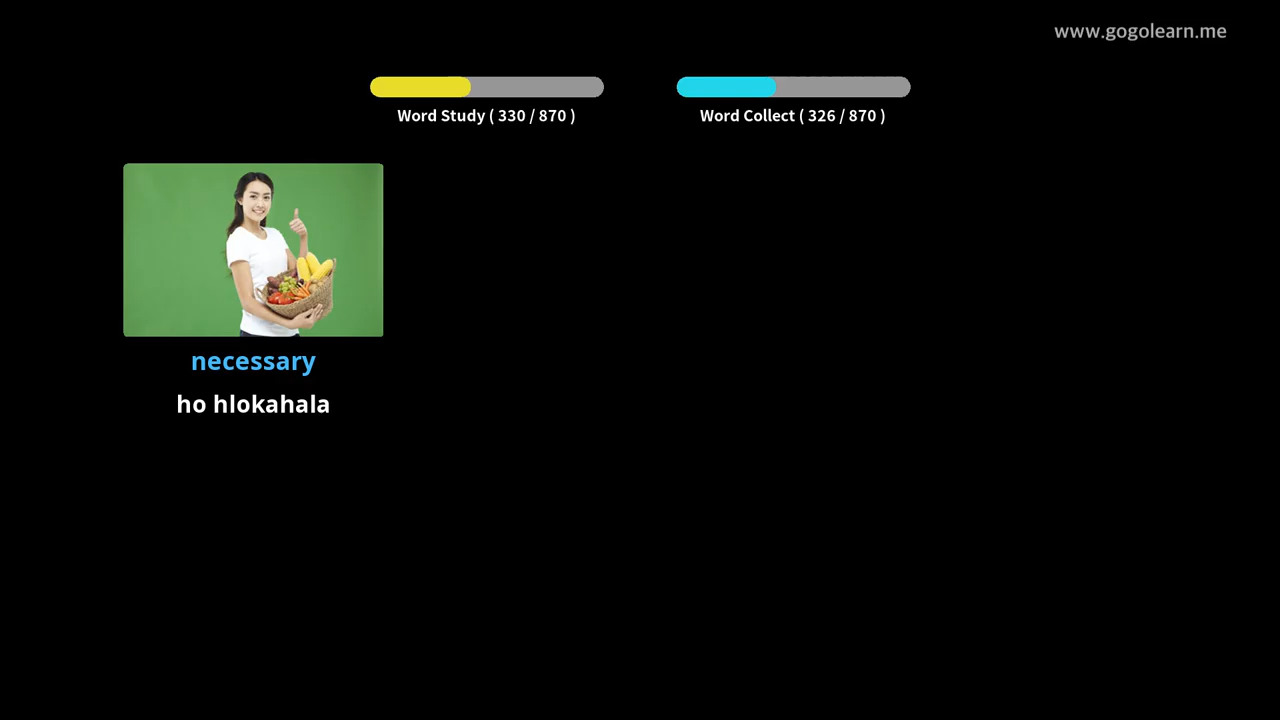 www.gogolearn.me
Word Study ( 330 / 870 )
Word Collect ( 326 / 870 )
necessary
ho hlokahala